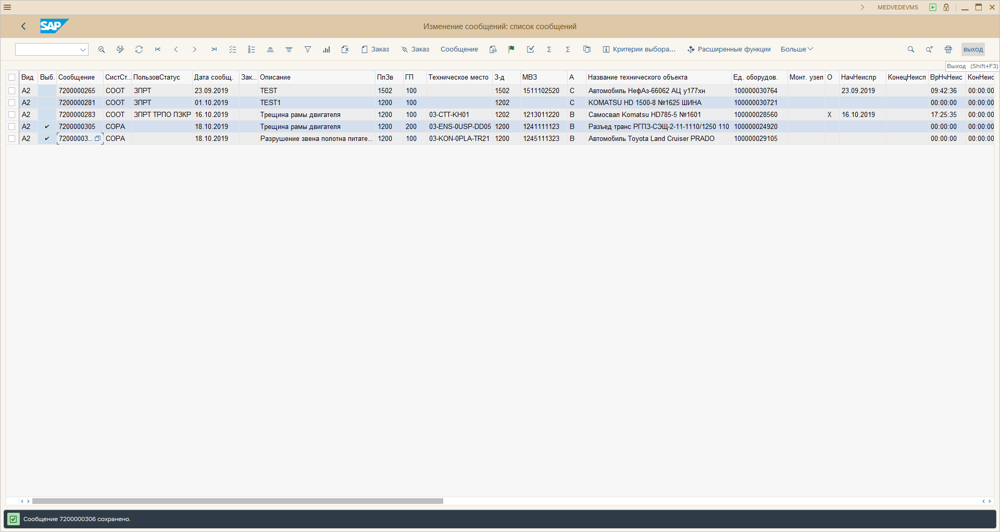 MEDVEDEVMS
SAP
Изменение сообщений: список сообщений
Заказ Заказ Сообщение Критерии выбора... Расширенные функции Больше выход
Выход (Shift+F3)
Вид Выб. Сообщение СистСт... ПользовСтатус Дата сообщ. Зак... Описание ПлЗв ГП Техническое место З-д МВЗ A Название технического объекта Ед. оборудов. Монт. узел О НачНеиспр КонецНеисп ВрНчНеис КонНеис
A2 7200000265 СООТ ЗПРТ 23.09.2019 TEST 1502 100 1502 1511102520 C Автомобиль НефАз-66062 АЦ у177хн 100000030764 23.09.2019 09:42:36 00:00:00
A2 7200000281 СООТ ЗПРТ 01.10.2019 TEST1 1200 100 1202 C KOMATSU HD 1500-8 №1625 ШИНА 100000030721 00:00:00 00:00:00
A2 7200000283 СООТ ЗПРТ ТРПО ПЗКР 16.10.2019 Трещина рамы двигателя 1200 100 03-CTT-KH01 1202 1213011220 B Самосвал Komatsu HD785-5 №1601 100000028560 X 16.10.2019 17:25:35 00:00:00
A2 ✔ 7200000305 СОРА 18.10.2019 Трещина рамы двигателя 1200 200 03-ENS-0USP-DD05 1200 1241111123 B Разъед транс РГПЗ-СЭЩ-2-11-1110/1250 110 100000024920 00:00:00 00:00:00
A2 ✔ 72000003... СОРА 18.10.2019 Разрушение звена полотна питате... 1200 100 03-KON-0PLA-TR21 1200 1245111323 B Автомобиль Toyota Land Cruiser PRADO 100000029105 00:00:00 00:00:00
Сообщение 7200000306 сохранено.